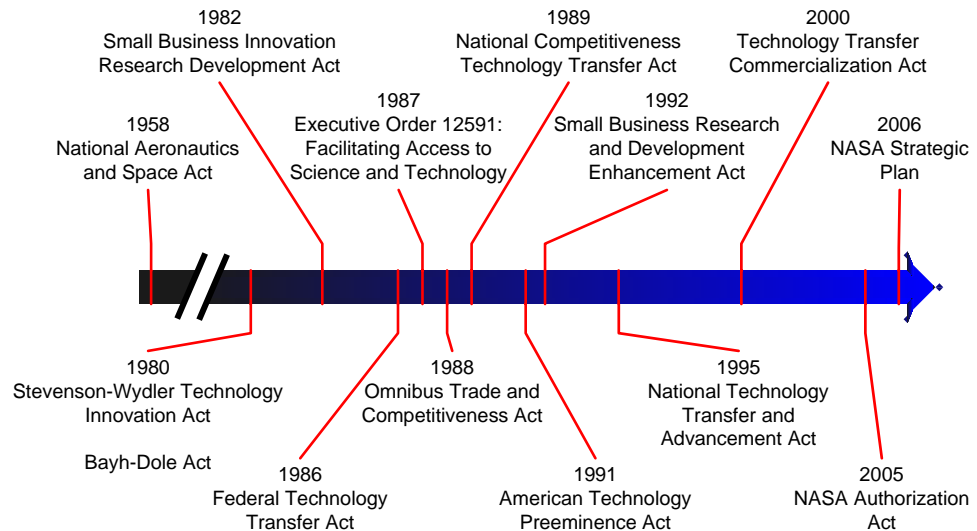 1982
Small Business Innovation
Research Development Act
1989
National Competitiveness
Technology Transfer Act
2000
Technology Transfer
Commercialization Act
1958
National Aeronautics
and Space Act
1987
Executive Order 12591:
Facilitating Access to
Science and Technology
1992
Small Business Research
and Development
Enhancement Act
2006
NASA Strategic
Plan
1980
Stevenson-Wydler Technology
Innovation Act
Bayh-Dole Act
1988
Omnibus Trade and
Competitiveness Act
1995
National Technology
Transfer and
Advancement Act
1986
Federal Technology
Transfer Act
1991
American Technology
Preeminence Act
2005
NASA Authorization
Act